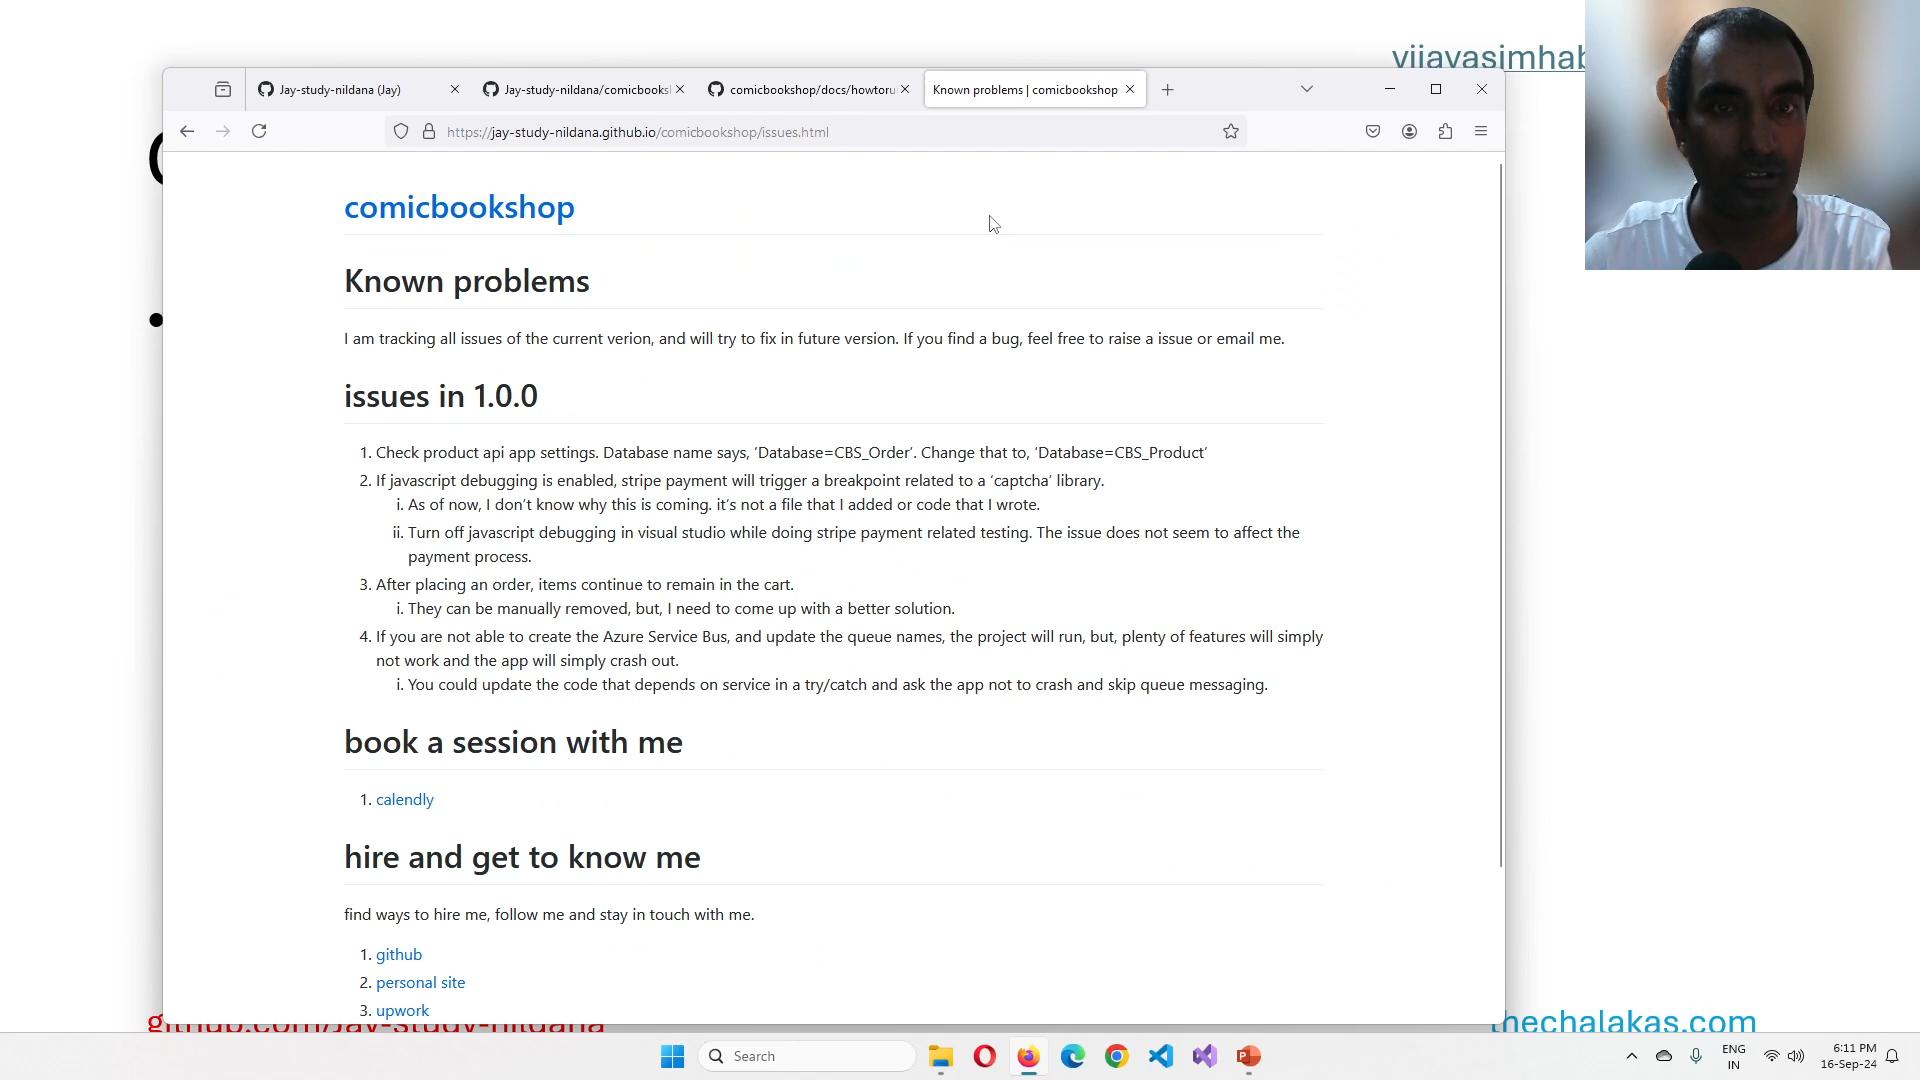 vijayasimhab
Jay-study-nildana (Jay)
Jay-study-nildana/comicbooks
comicbookshop/docs/howtoru
Known problems | comicbookshop
https://jay-study-nildana.github.io/comicbookshop/issues.html
comicbookshop
Known problems
I am tracking all issues of the current verion, and will try to fix in future version. If you find a bug, feel free to raise a issue or email me.
issues in 1.0.0
1. Check product api app settings. Database name says, ‘Database=CBS_Order’. Change that to, ‘Database=CBS_Product’
2. If javascript debugging is enabled, stripe payment will trigger a breakpoint related to a ‘captcha’ library.
i. As of now, I don’t know why this is coming. it’s not a file that I added or code that I wrote.
ii. Turn off javascript debugging in visual studio while doing stripe payment related testing. The issue does not seem to affect the
payment process.
3. After placing an order, items continue to remain in the cart.
i. They can be manually removed, but, I need to come up with a better solution.
4. If you are not able to create the Azure Service Bus, and update the queue names, the project will run, but, plenty of features will simply
not work and the app will simply crash out.
i. You could update the code that depends on service in a try/catch and ask the app not to crash and skip queue messaging.
book a session with me
1. calendly
hire and get to know me
find ways to hire me, follow me and stay in touch with me.
1. github
2. personal site
3. upwork
github.com/Jay-study-nildana
thechalakas.com
Search
ENG
IN
6:11 PM
16-Sep-24